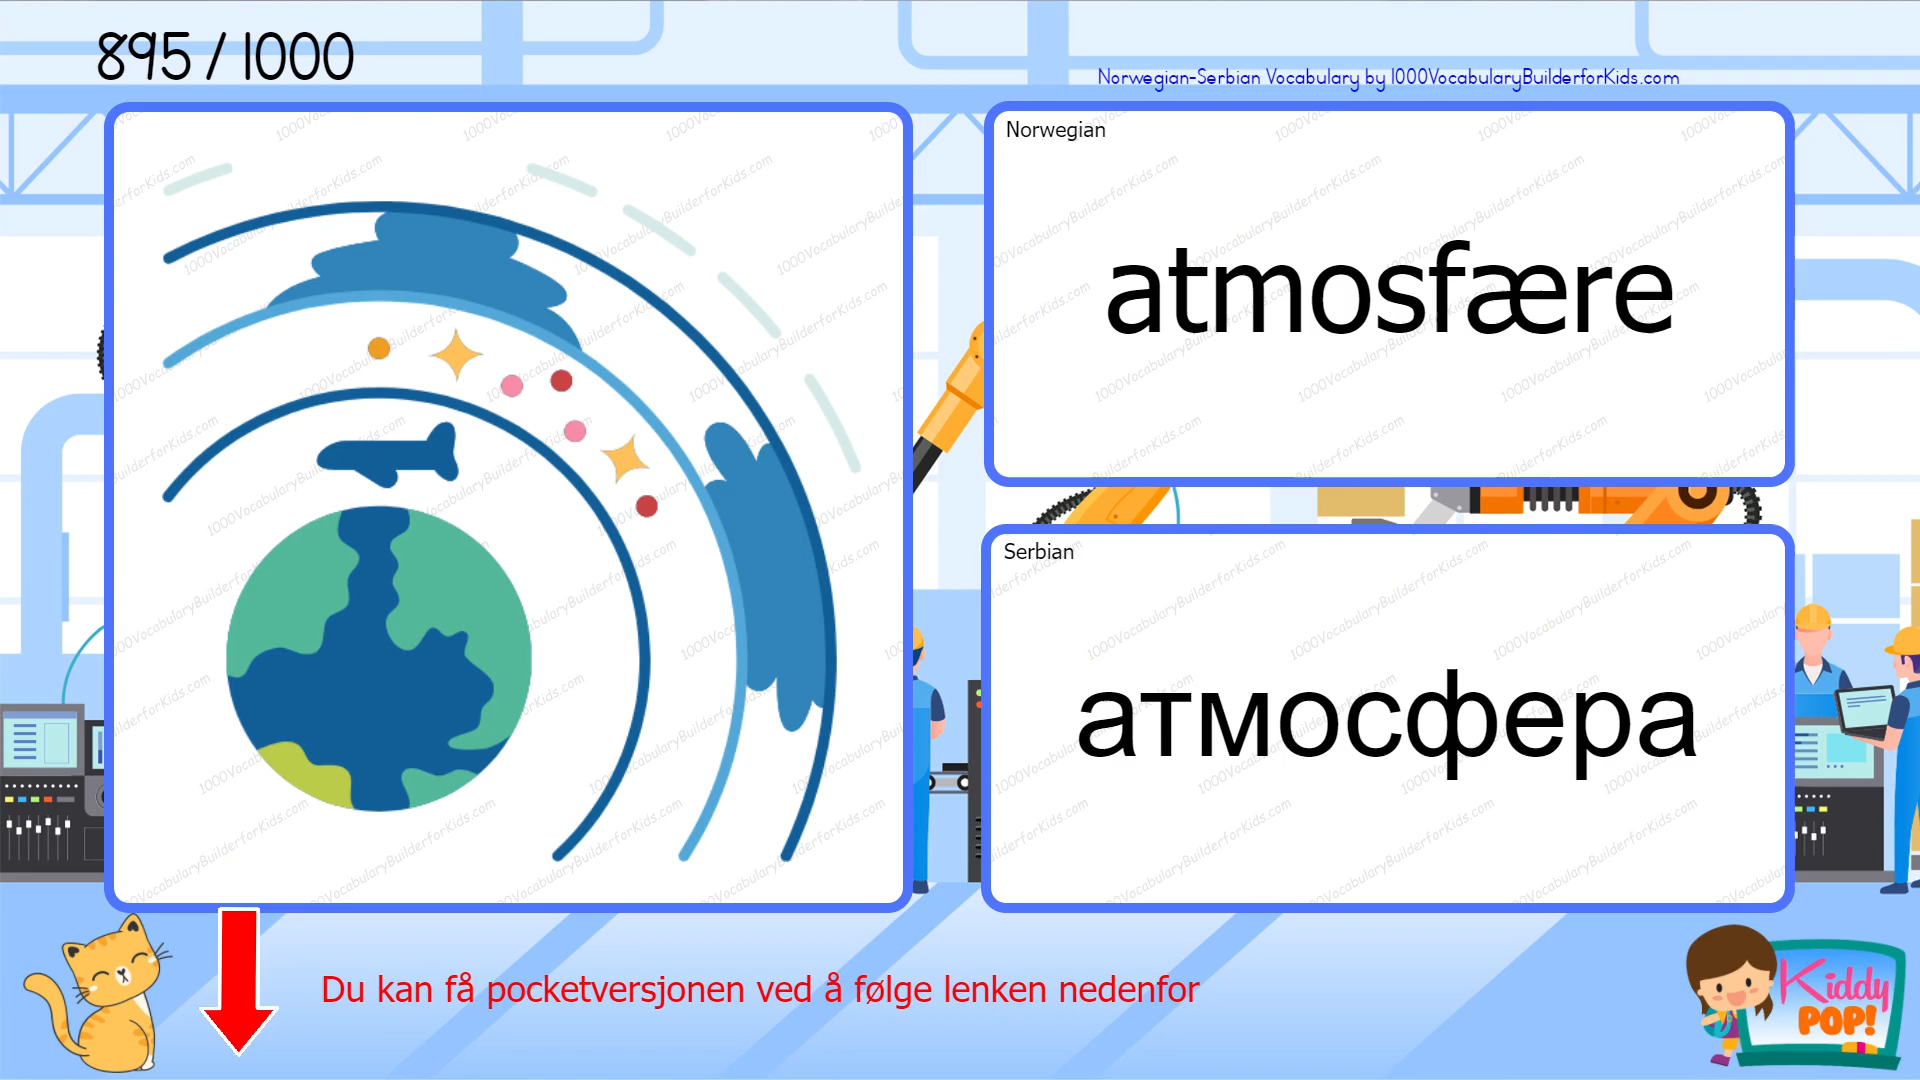 895 / 1000
Norwegian-Serbian Vocabulary by 1000VocabularyBuilderforKids.com
Norwegian
atmosfære
Serbian
атмосфера
Du kan få pocketversjonen ved å følge lenken nedenfor
Kiddy
POP!